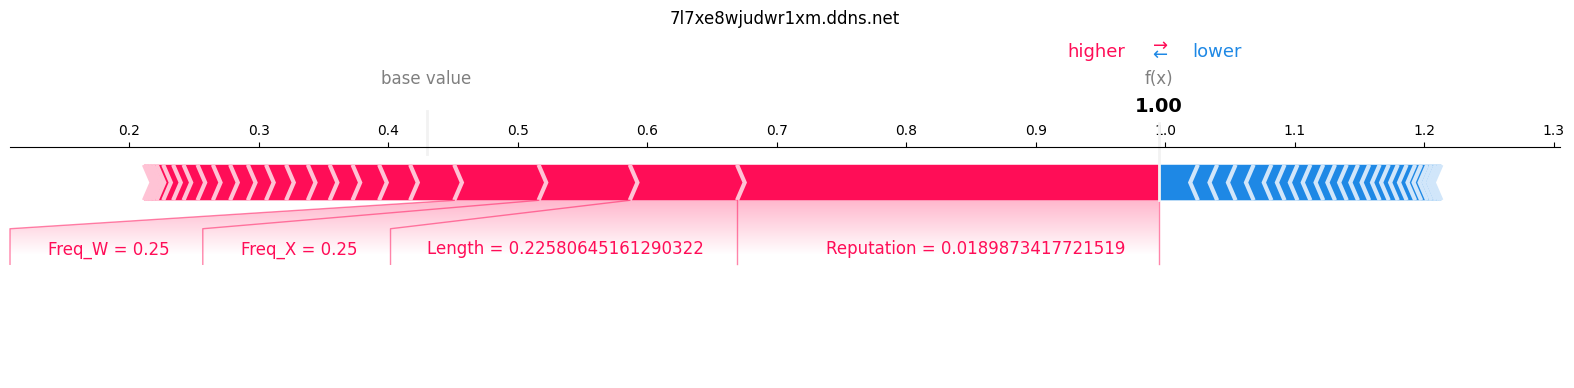 7l7xe8wjudwr1xm.ddns.net
higher → ← lower
base value f(x)
1.00
0.2 0.3 0.4 0.5 0.6 0.7 0.8 0.9 1.0 1.1 1.2 1.3
Freq_W = 0.25 Freq_X = 0.25 Length = 0.22580645161290322 Reputation = 0.0189873417721519